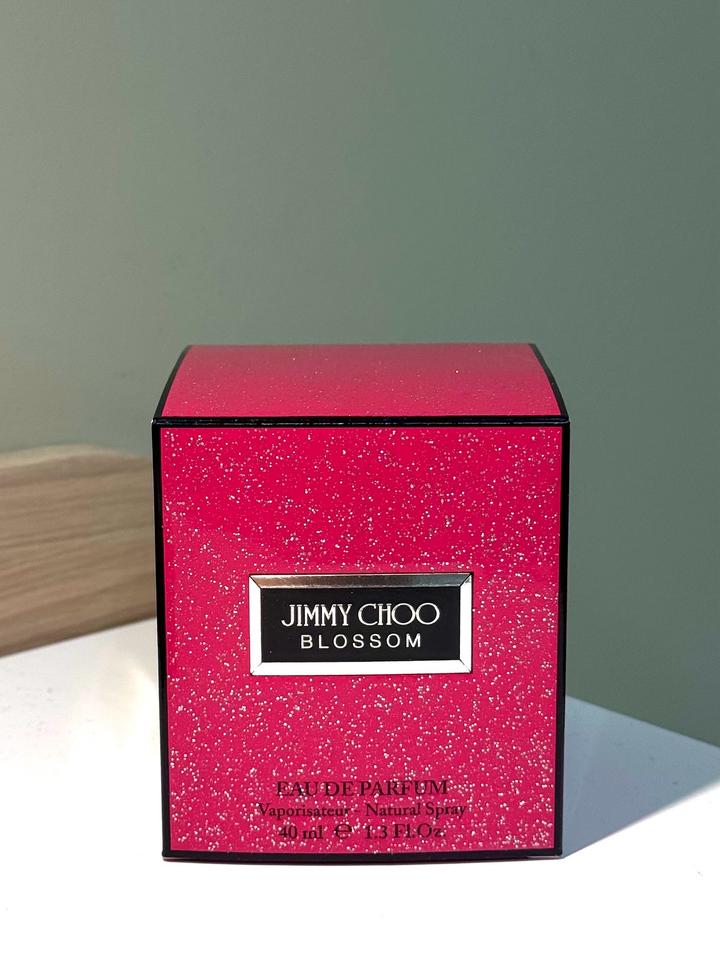 JIMMY CHOO
BLOSSOM
EAU DE PARFUM
Vaporisateur - Natural Spray
40 ml ℮ 1.3 Fl.Oz.